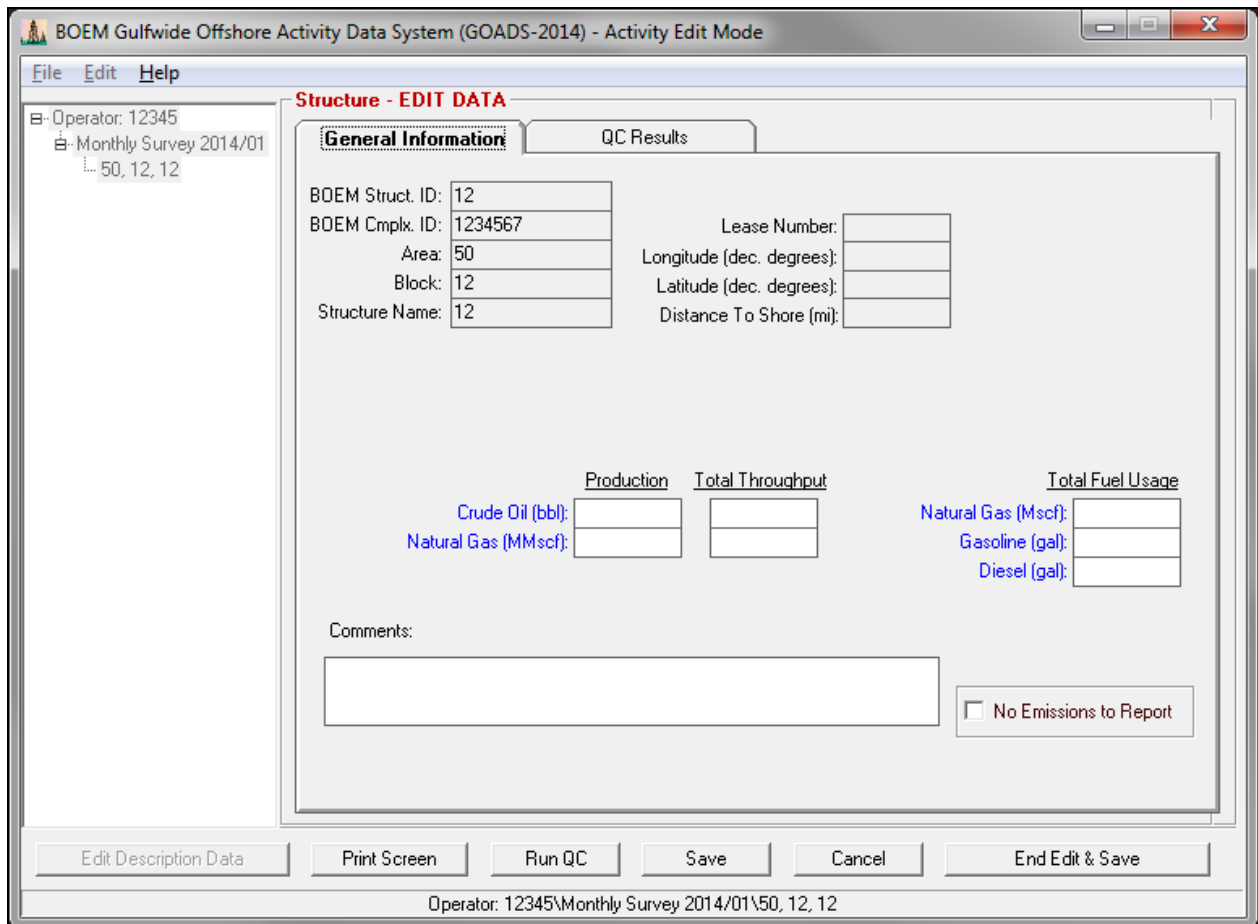 BOEM Gulfwide Offshore Activity Data System (GOADS-2014) - Activity Edit Mode
File Edit Help
Operator: 12345
Monthly Survey 2014/01
50, 12, 12
Structure - EDIT DATA
General Information QC Results
BOEM Struct. ID: 12
BOEM Cmplx. ID: 1234567
Area: 50
Block: 12
Structure Name: 12
Lease Number:
Longitude (dec. degrees):
Latitude (dec. degrees):
Distance To Shore (mi):
Production Total Throughput Total Fuel Usage
Crude Oil (bbl): Natural Gas (Mscf):
Natural Gas (MMscf): Gasoline (gal):
Diesel (gal):
Comments:
No Emissions to Report
Edit Description Data Print Screen Run QC Save Cancel End Edit & Save
Operator: 12345\Monthly Survey 2014/01\50, 12, 12